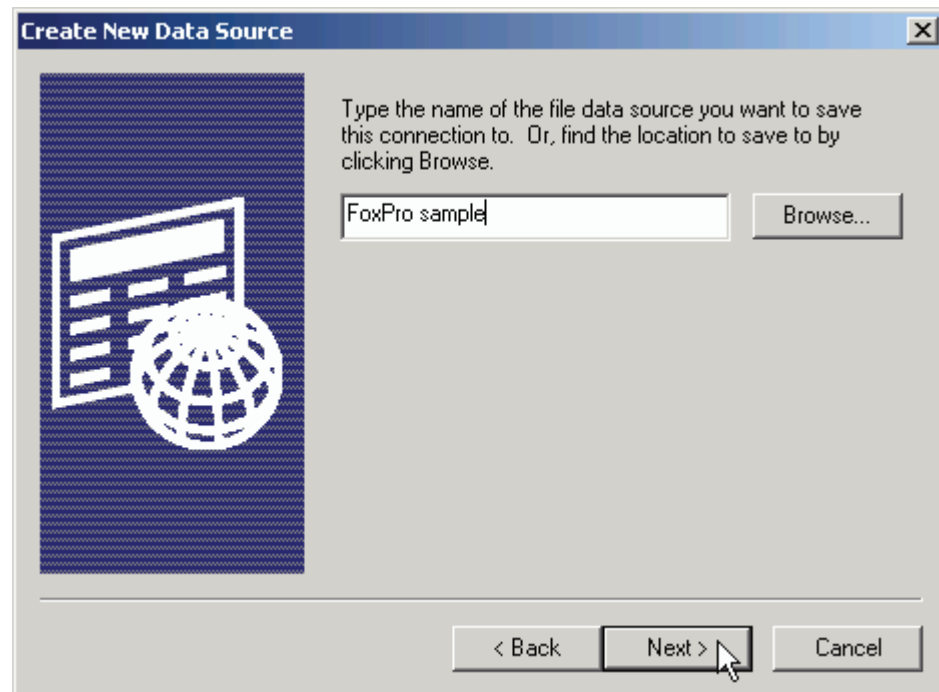 Create New Data Source
Type the name of the file data source you want to save
this connection to.  Or, find the location to save to by
clicking Browse.
FoxPro sample
Browse...
< Back
Next >
Cancel